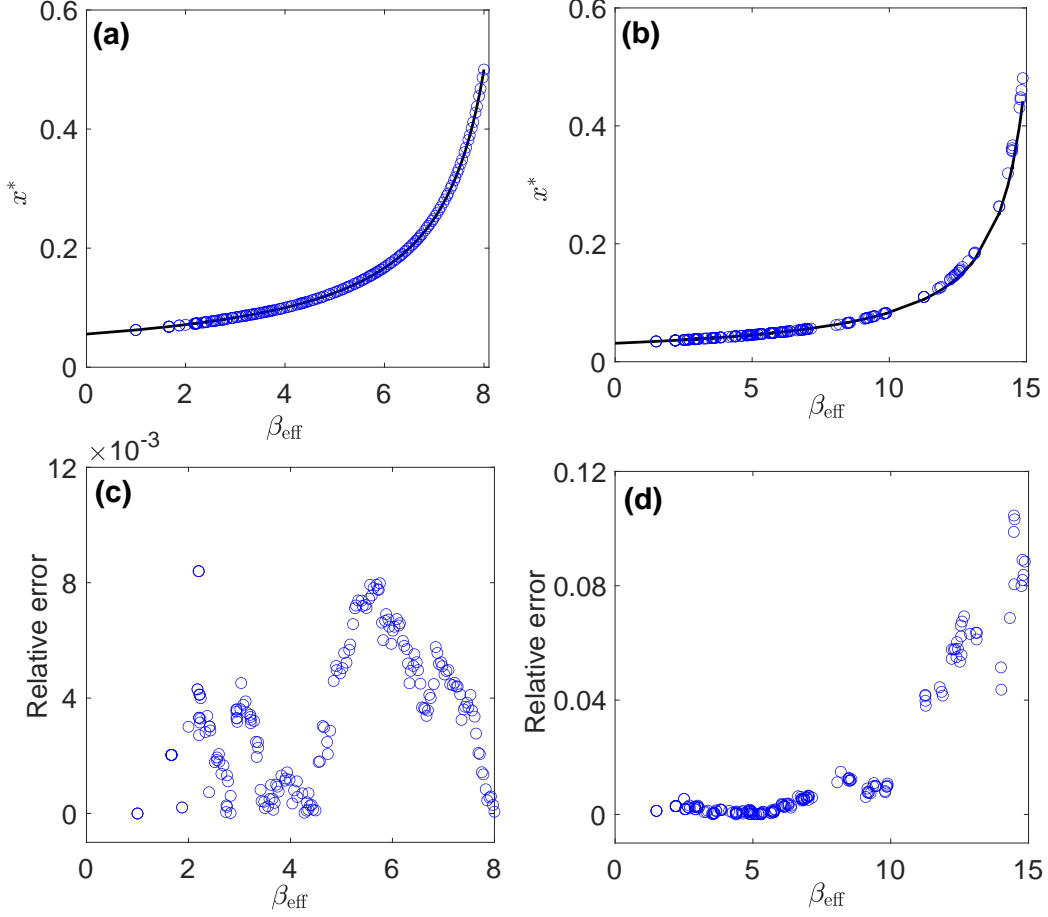 (a)
0.6
0.4
0.2
0
x*
0 2 4 6 8
β_eff
(b)
0.6
0.4
0.2
0
x*
0 5 10 15
β_eff
(c)
×10⁻³
12
8
4
0
Relative error
0 2 4 6 8
β_eff
(d)
0.12
0.08
0.04
0
Relative error
0 5 10 15
β_eff